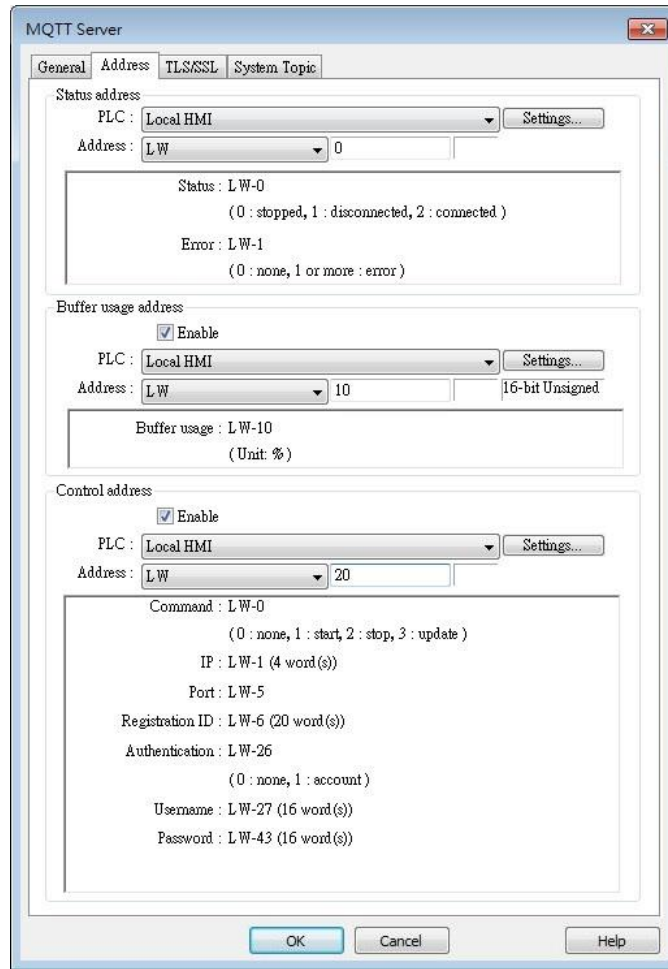 MQTT Server
General Address TLS/SSL System Topic
Status address
PLC : Local HMI Settings...
Address : LW 0
Status : LW-0
( 0 : stopped, 1 : disconnected, 2 : connected )
Error : LW-1
( 0 : none, 1 or more : error )
Buffer usage address
Enable
PLC : Local HMI Settings...
Address : LW 10 16-bit Unsigned
Buffer usage : LW-10
( Unit: % )
Control address
Enable
PLC : Local HMI Settings...
Address : LW 20
Command : LW-0
( 0 : none, 1 : start, 2 : stop, 3 : update )
IP : LW-1 (4 word(s))
Port : LW-5
Registration ID : LW-6 (20 word(s))
Authentication : LW-26
( 0 : none, 1 : account )
Username : LW-27 (16 word(s))
Password : LW-43 (16 word(s))
OK Cancel Help